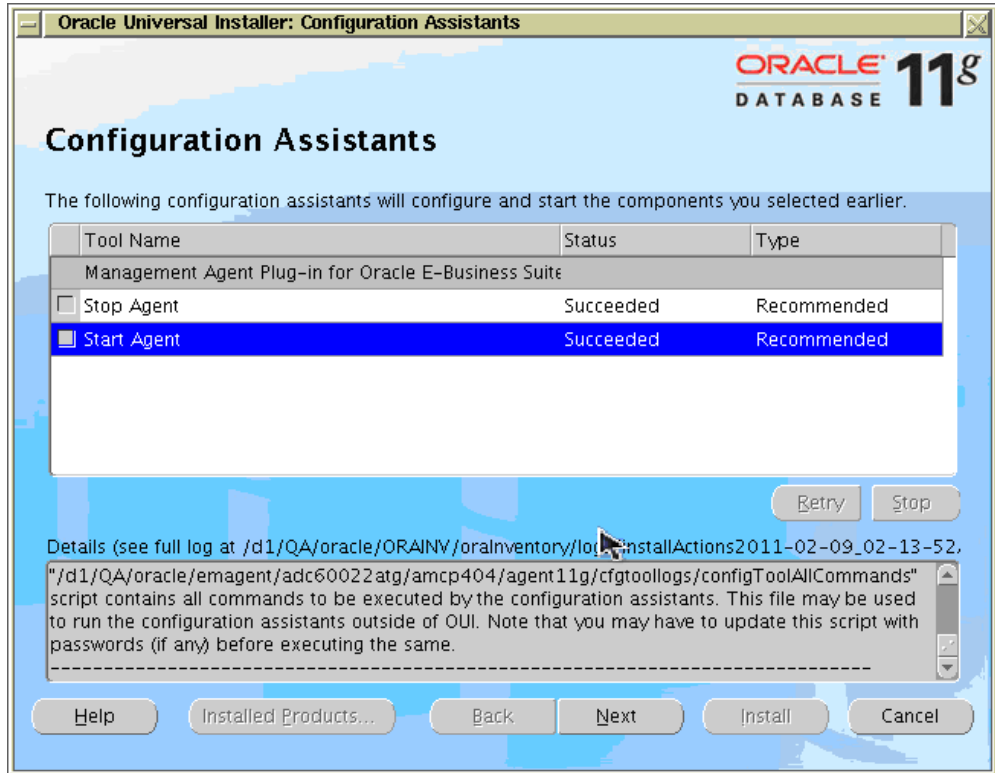 Oracle Universal Installer: Configuration Assistants
ORACLE 11g
DATABASE
Configuration Assistants
The following configuration assistants will configure and start the components you selected earlier.
Tool Name Status Type
Management Agent Plug-in for Oracle E-Business Suite
Stop Agent Succeeded Recommended
Start Agent Succeeded Recommended
Retry Stop
Details (see full log at /d1/QA/oracle/ORAINV/oraInventory/log installActions2011-02-09_02-13-52,
"/d1/QA/oracle/emagent/adc60022atg/amcp404/agent11g/cfgtoollogs/configToolAllCommands"
script contains all commands to be executed by the configuration assistants. This file may be used
to run the configuration assistants outside of OUI. Note that you may have to update this script with
passwords (if any) before executing the same.
------------------------------------------------------------------------------
Help Installed Products... Back Next Install Cancel